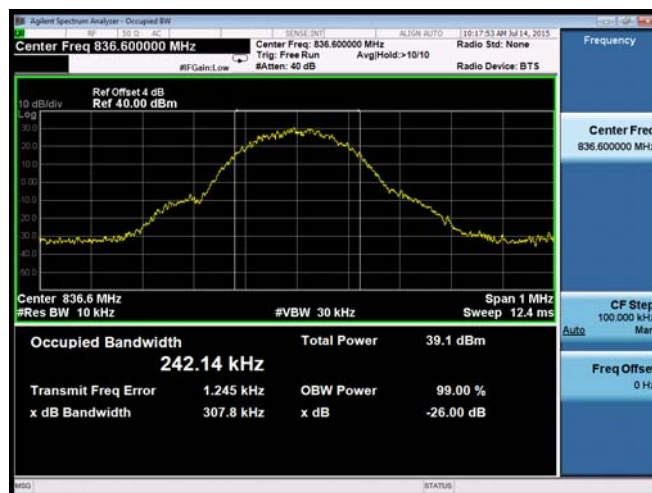 Agilent Spectrum Analyzer - Occupied BW
RF 50 Ω AC SENSE:INT ALIGN AUTO 10:17:53 AM Jul 14, 2015
Center Freq 836.600000 MHz
Center Freq: 836.600000 MHz
Radio Std: None
Trig: Free Run Avg|Hold:>10/10
#IFGain:Low #Atten: 40 dB Radio Device: BTS
Frequency
Ref Offset 4 dB
10 dB/div Ref 40.00 dBm
Log
30.0
20.0
10.0
0.00
-10.0
-20.0
-30.0
-40.0
-50.0
Center Freq
836.600000 MHz
Center 836.6 MHz Span 1 MHz
#Res BW 10 kHz #VBW 30 kHz Sweep 12.4 ms
CF Step
100.000 kHz
Auto Man
Occupied Bandwidth Total Power 39.1 dBm
242.14 kHz
Transmit Freq Error 1.245 kHz OBW Power 99.00 %
x dB Bandwidth 307.8 kHz x dB -26.00 dB
Freq Offset
0 Hz
MSG STATUS